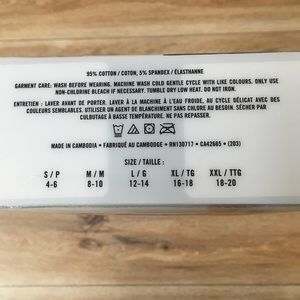 95% COTTON / COTON, 5% SPANDEX / ÉLASTHANNE
GARMENT CARE: WASH BEFORE WEARING. MACHINE WASH COLD GENTLE CYCLE WITH LIKE COLOURS. ONLY USE
NON-CHLORINE BLEACH IF NECESSARY. TUMBLE DRY LOW HEAT. DO NOT IRON.
ENTRETIEN : LAVER AVANT DE PORTER. LAVER À LA MACHINE À L'EAU FROIDE, AU CYCLE DÉLICAT AVEC DES
COULEURS SEMBLABLES. UTILISER UN AGENT DE BLANCHIMENT SANS CHLORE AU BESOIN. SÉCHER PAR
CULBUTAGE À BASSE TEMPÉRATURE. NE PAS REPASSER.
MADE IN CAMBODIA • FABRIQUÉ AU CAMBODGE • RN130717 • CA42665 • (203)
SIZE / TAILLE :
S / P M / M L / G XL / TG XXL / TTG
4-6 8-10 12-14 16-18 18-20